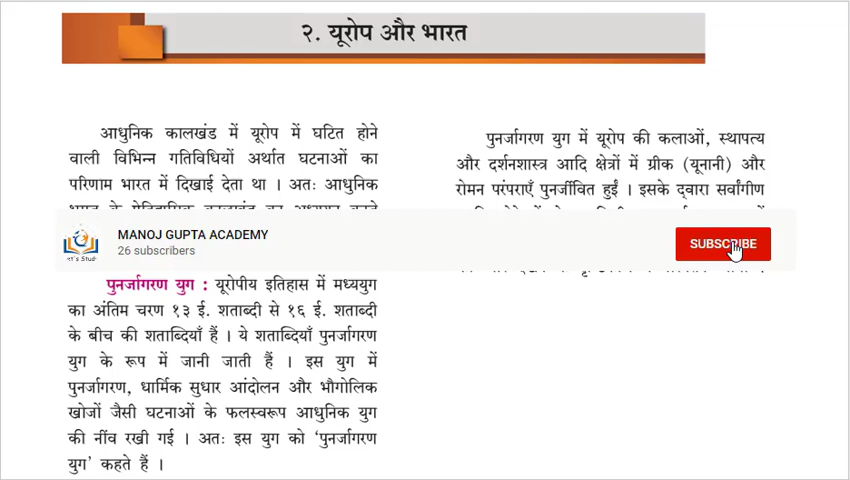 २. यूरोप और भारत
आधुनिक कालखंड में यूरोप में घटित होने
वाली विभिन्न गतिविधियों अर्थात घटनाओं का
परिणाम भारत में दिखाई देता था । अतः आधुनिक
पुनर्जागरण युग : यूरोपीय इतिहास में मध्ययुग
का अंतिम चरण १३ ई. शताब्दी से १६ ई. शताब्दी
के बीच की शताब्दियाँ हैं । ये शताब्दियाँ पुनर्जागरण
युग के रूप में जानी जाती हैं । इस युग में
पुनर्जागरण, धार्मिक सुधार आंदोलन और भौगोलिक
खोजों जैसी घटनाओं के फलस्वरूप आधुनिक युग
की नींव रखी गई । अतः इस युग को ‘पुनर्जागरण
युग’ कहते हैं ।
पुनर्जागरण युग में यूरोप की कलाओं, स्थापत्य
और दर्शनशास्त्र आदि क्षेत्रों में ग्रीक (यूनानी) और
रोमन परंपराएँ पुनर्जीवित हुईं । इसके द्वारा सर्वांगीण
MANOJ GUPTA ACADEMY
26 subscribers
SUBSCRIBE